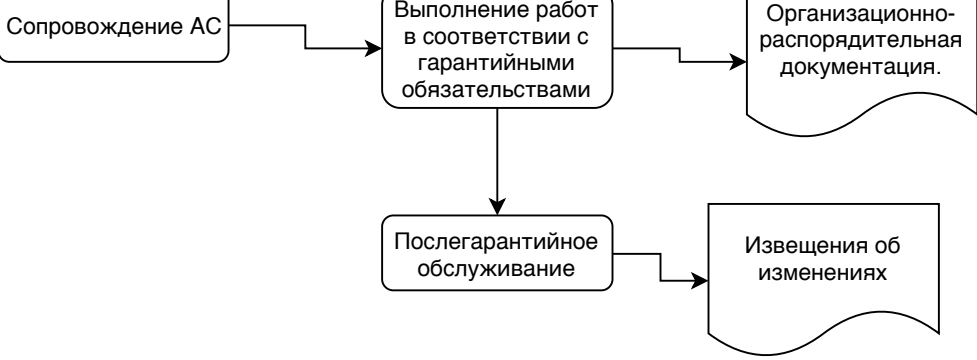 Сопровождение АС
Выполнение работ
в соответствии с
гарантийными
обязательствами
Организационно-
распорядительная
документация.
Послегарантийное
обслуживание
Извещения об
изменениях